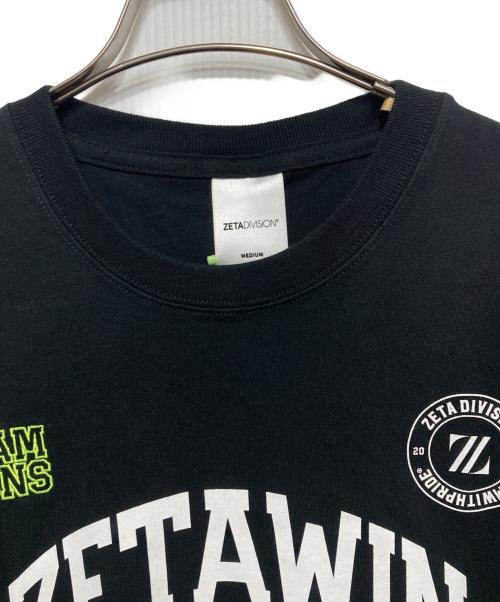 ZETADIVISION®
MEDIUM
AM
NS
ZETA DIVIS
20
WITHPRIDE®
ZETAWIN